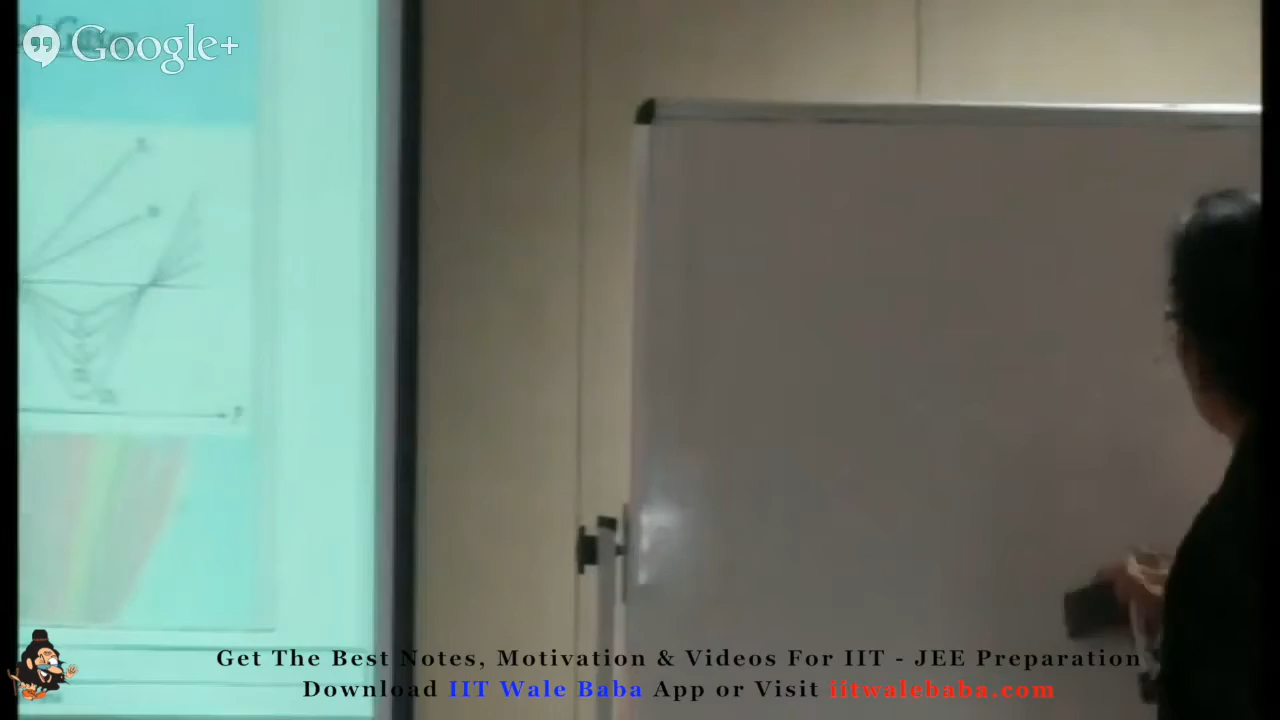 Google+
Get The Best Notes, Motivation & Videos For IIT - JEE Preparation
Download IIT Wale Baba App or Visit iitwalebaba.com